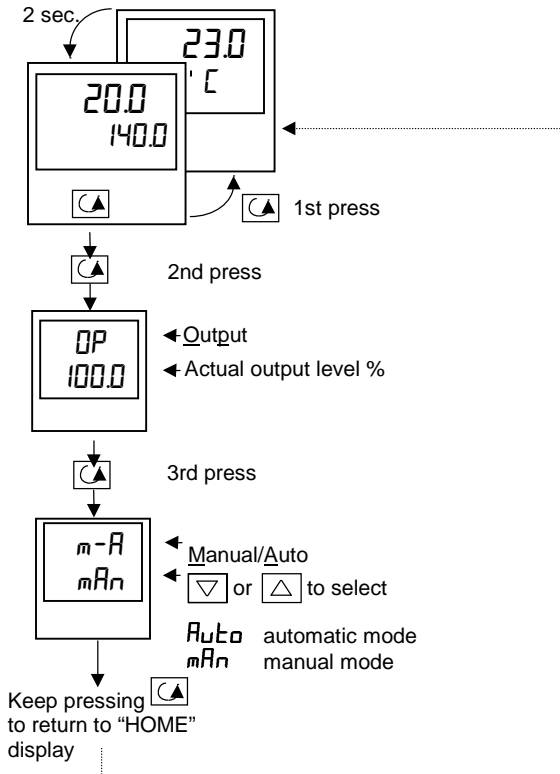 2 sec.
23.0
' C
20.0
140.0
1st press
2nd press
OP
100.0
Output
Actual output level %
3rd press
m-A
mAn
Manual/Auto
or to select
Auto automatic mode
mAn manual mode
Keep pressing
to return to “HOME”
display